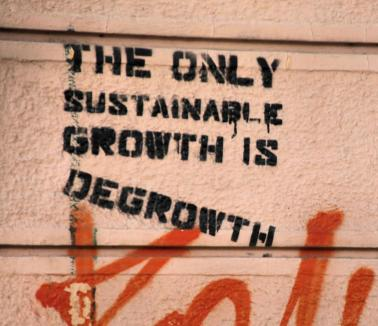 THE ONLY
SUSTAINABLE
GROWTH IS
DEGROWTH